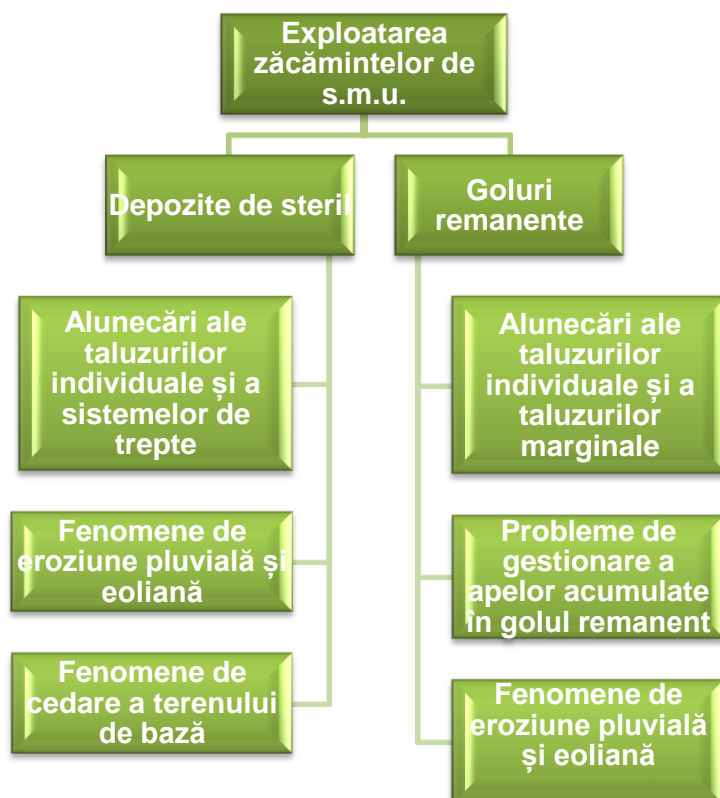 Exploatarea
zăcămintelor de
s.m.u.
Depozite de steril
Goluri
remanente
Alunecări ale
taluzurilor
individuale și a
sistemelor de
trepte
Fenomene de
eroziune pluvială și
eoliană
Fenomene de
cedare a terenului
de bază
Alunecări ale
taluzurilor
individuale și a
taluzurilor
marginale
Probleme de
gestionare a
apelor acumulate
în golul remanent
Fenomene de
eroziune pluvială
și eoliană